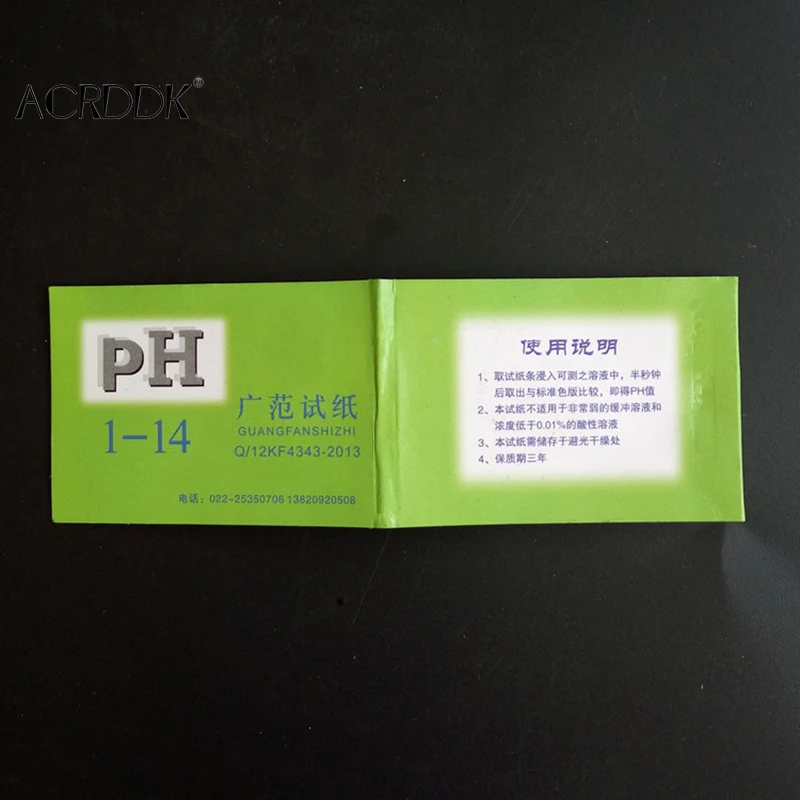 ACRDDK®
pH
1-14
广范试纸
GUANGFANSHIZHI
Q/12KF4343-2013
电话：022-25350706 13820920508
使用说明
1、取试纸条浸入可测之溶液中，半秒钟
后取出与标准色版比较，即得PH值
2、本试纸不适用于非常弱的缓冲溶液和
浓度低于0.01%的酸性溶液
3、本试纸需储存于避光干燥处
4、保质期三年